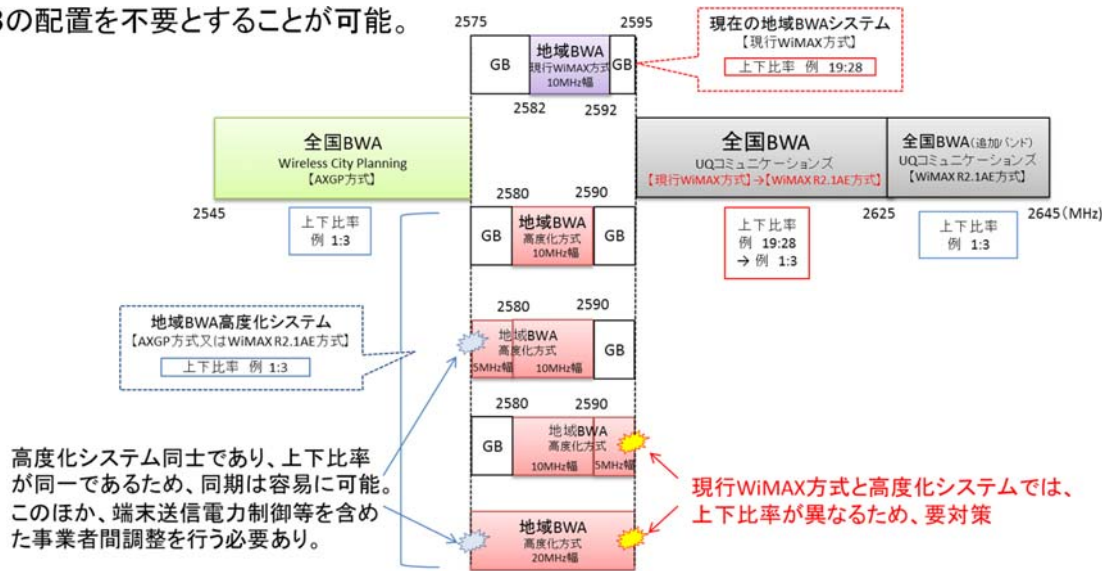 の配置を不要とすることが可能。
2575
2595
GB
地域BWA
現行WiMAX方式
10MHz幅
GB
2582
2592
現在の地域BWAシステム
【現行WiMAX方式】
上下比率 例 19:28
全国BWA
Wireless City Planning
【AXGP方式】
全国BWA
UQコミュニケーションズ
【現行WiMAX方式】→【WiMAX R2.1AE方式】
全国BWA(追加バンド)
UQコミュニケーションズ
【WiMAX R2.1AE方式】
2545
2625
2645(MHz)
上下比率
例 1:3
2580
2590
GB
地域BWA
高度化方式
10MHz幅
GB
上下比率
例 19:28
→ 例 1:3
上下比率
例 1:3
地域BWA高度化システム
【AXGP方式又はWiMAX R2.1AE方式】
上下比率 例 1:3
2580
2590
地域BWA
高度化方式
5MHz幅
10MHz幅
GB
2580
2590
GB
地域BWA
高度化方式
10MHz幅
5MHz幅
高度化システム同士であり、上下比率
が同一であるため、同期は容易に可能。
このほか、端末送信電力制御等を含め
た事業者間調整を行う必要あり。
現行WiMAX方式と高度化システムでは、
上下比率が異なるため、要対策
地域BWA
高度化方式
20MHz幅